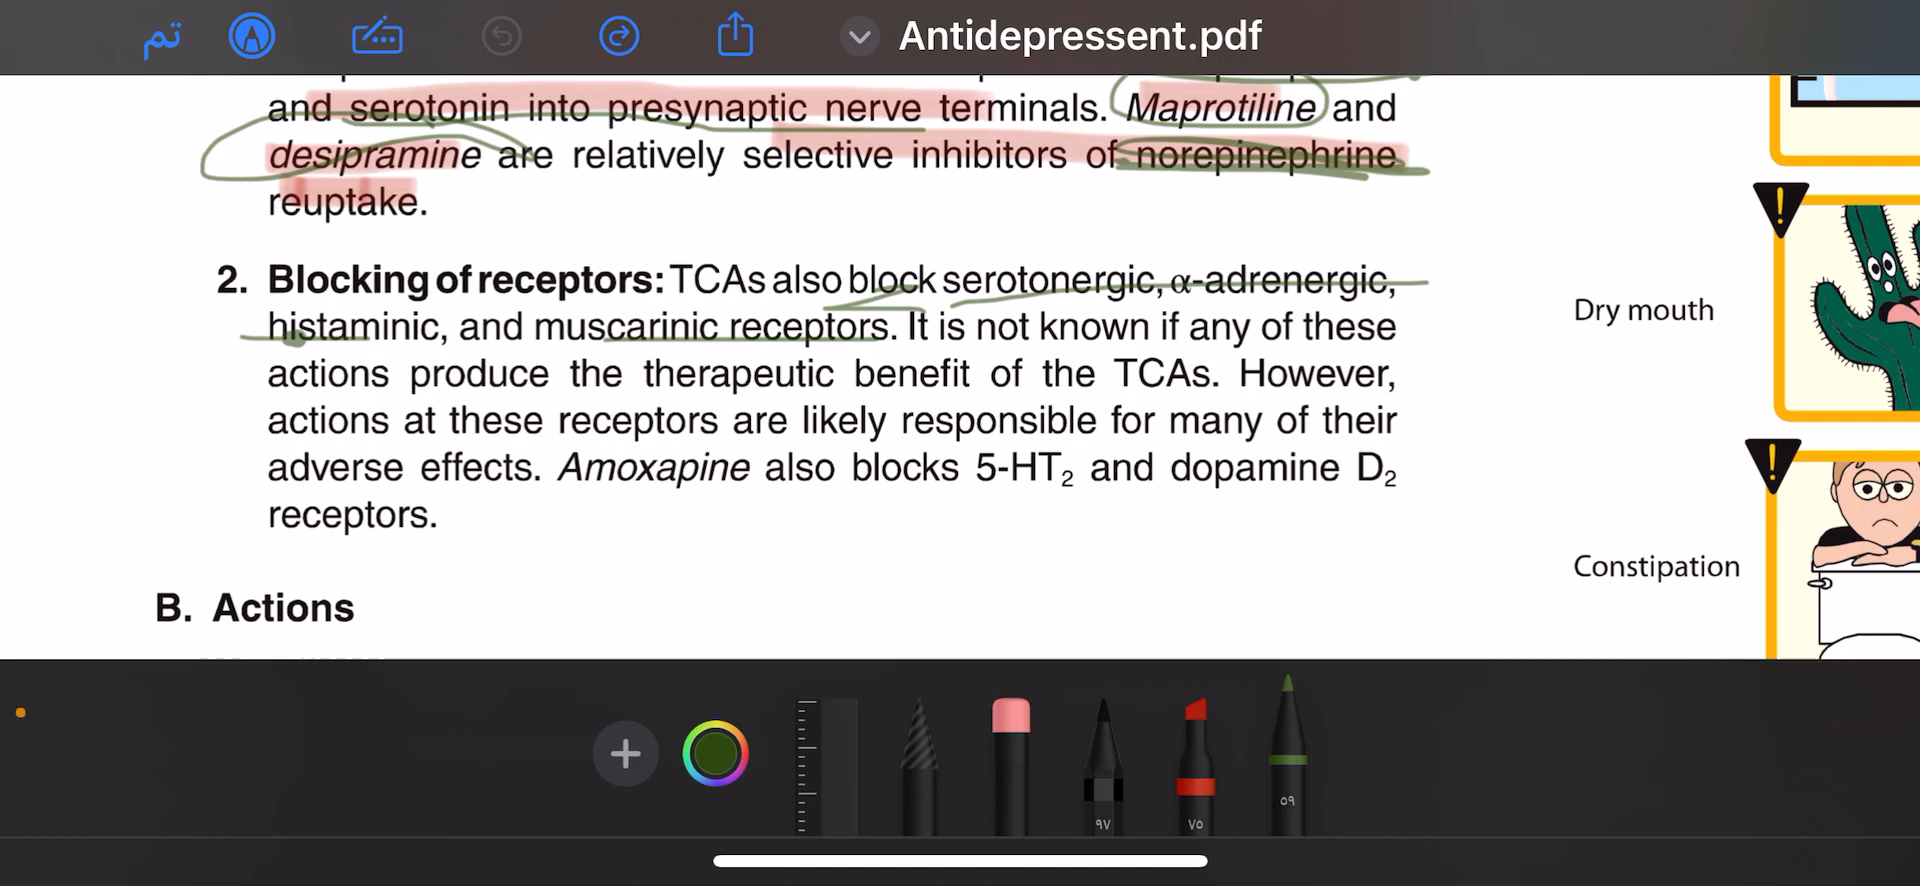 تم
Antidepressent.pdf
and serotonin into presynaptic nerve terminals. Maprotiline and
desipramine are relatively selective inhibitors of norepinephrine
reuptake.
2. Blocking of receptors: TCAs also block serotonergic, α-adrenergic,
histaminic, and muscarinic receptors. It is not known if any of these
actions produce the therapeutic benefit of the TCAs. However,
actions at these receptors are likely responsible for many of their
adverse effects. Amoxapine also blocks 5-HT₂ and dopamine D₂
receptors.
B. Actions
Dry mouth
Constipation
٩٧
٧٥
٥٩